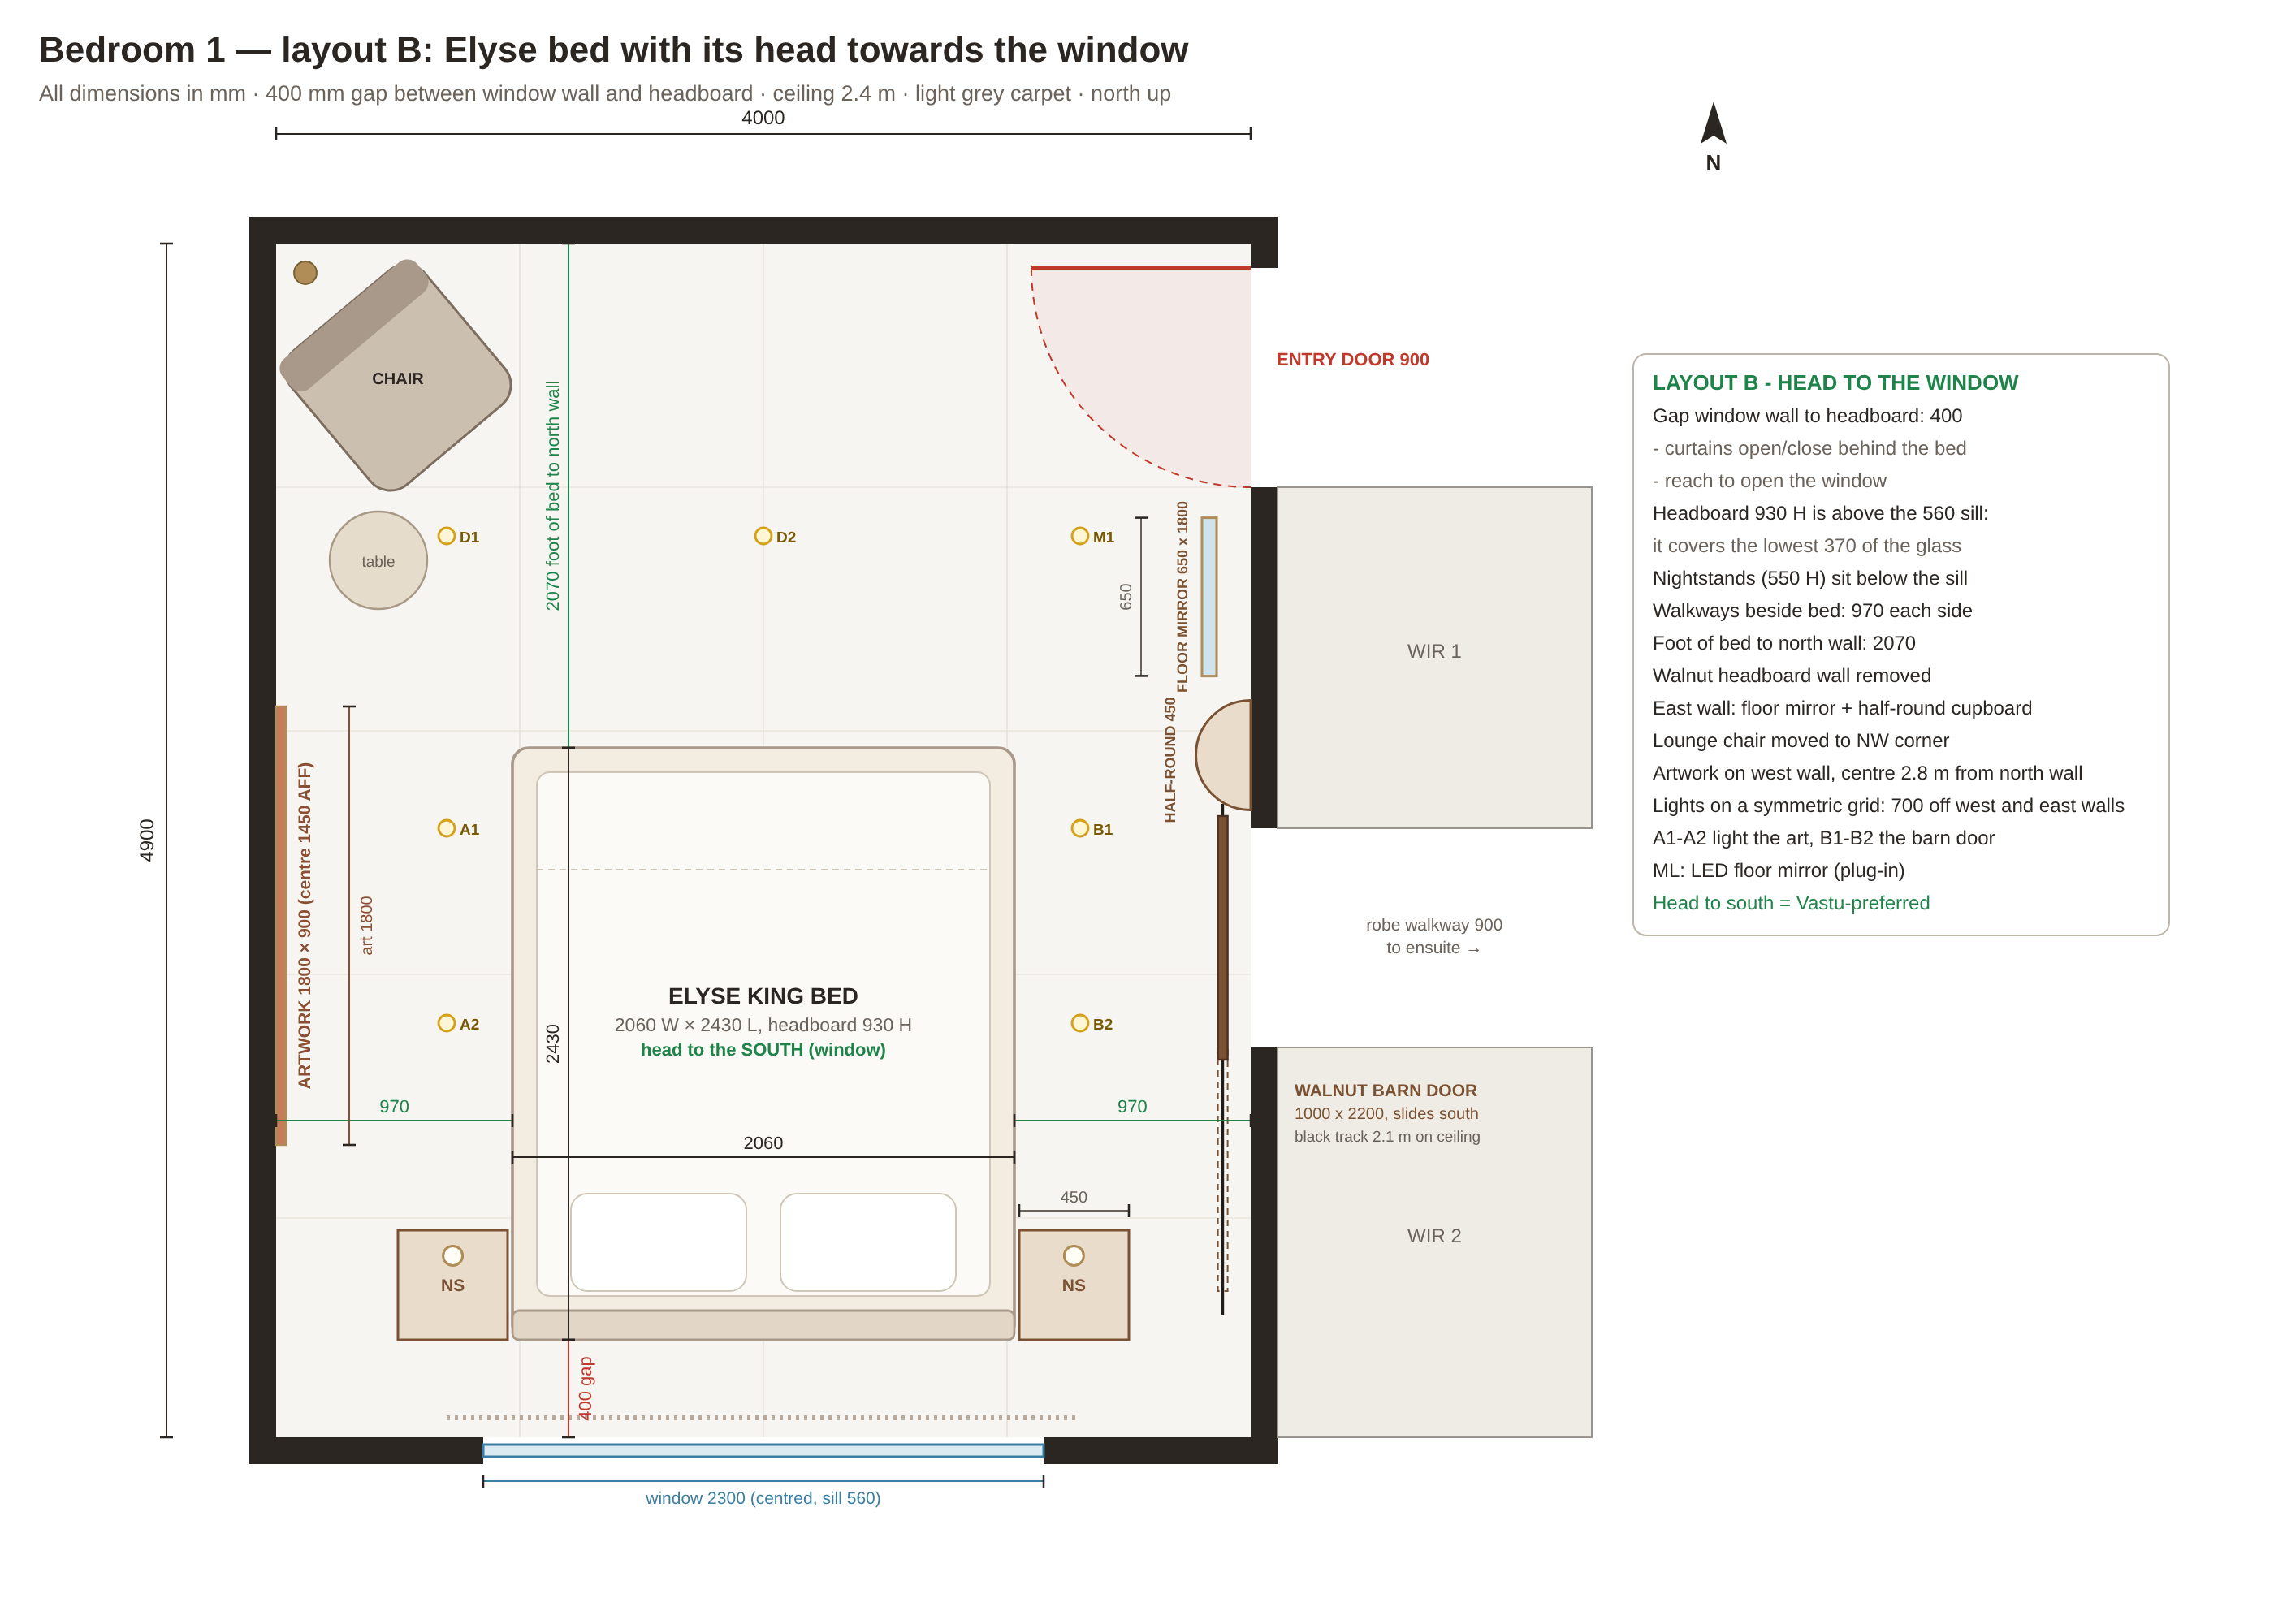 Bedroom 1 — layout B: Elyse bed with its head towards the window
All dimensions in mm · 400 mm gap between window wall and headboard · ceiling 2.4 m · light grey carpet · north up
4000
N
ENTRY DOOR 900
CHAIR
table
2070 foot of bed to north wall
D1
D2
M1
650
FLOOR MIRROR 650 x 1800
HALF-ROUND 450
WIR 1
4900
ARTWORK 1800 × 900 (centre 1450 AFF)
art 1800
A1
B1
A2
B2
robe walkway 900
to ensuite →
ELYSE KING BED
2060 W × 2430 L, headboard 930 H
head to the SOUTH (window)
2430
970
970
2060
WALNUT BARN DOOR
1000 x 2200, slides south
black track 2.1 m on ceiling
450
NS
NS
WIR 2
400 gap
window 2300 (centred, sill 560)
LAYOUT B - HEAD TO THE WINDOW
Gap window wall to headboard: 400
- curtains open/close behind the bed
- reach to open the window
Headboard 930 H is above the 560 sill:
it covers the lowest 370 of the glass
Nightstands (550 H) sit below the sill
Walkways beside bed: 970 each side
Foot of bed to north wall: 2070
Walnut headboard wall removed
East wall: floor mirror + half-round cupboard
Lounge chair moved to NW corner
Artwork on west wall, centre 2.8 m from north wall
Lights on a symmetric grid: 700 off west and east walls
A1-A2 light the art, B1-B2 the barn door
ML: LED floor mirror (plug-in)
Head to south = Vastu-preferred